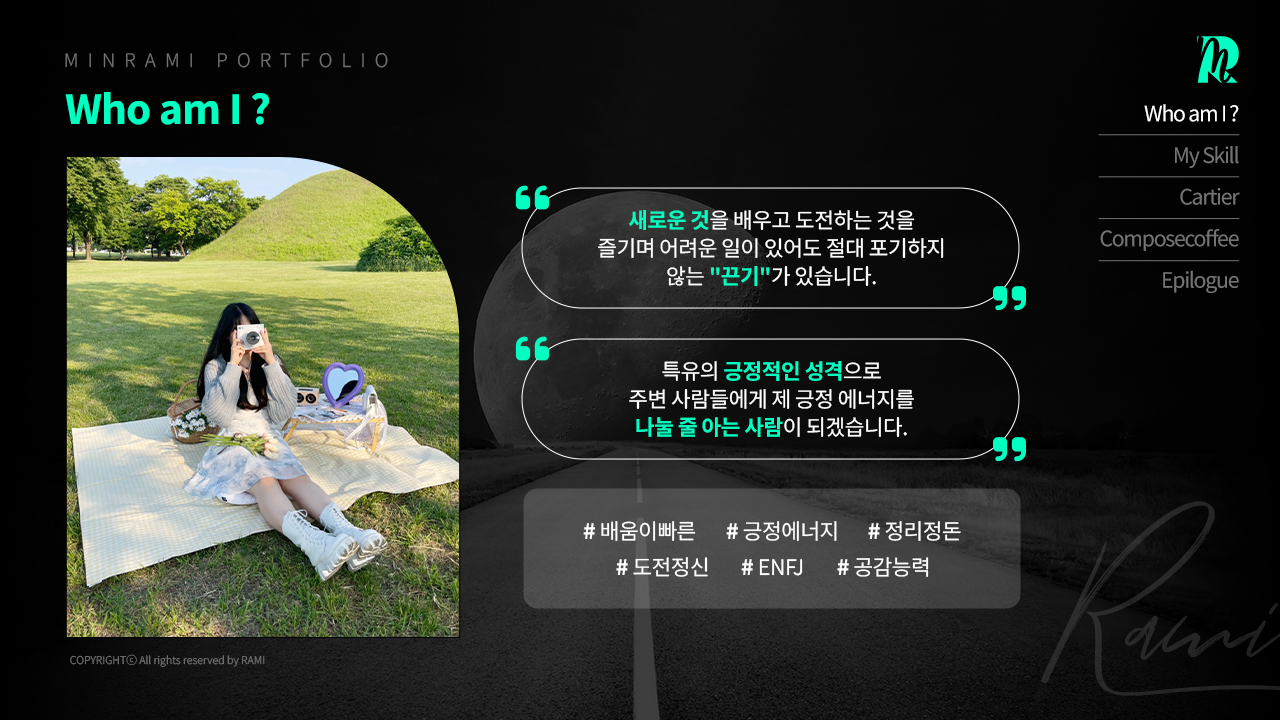 MINRAMI PORTFOLIO
Who am I ?
Who am I ?
My Skill
Cartier
Composecoffee
Epilogue
새로운 것을 배우고 도전하는 것을
즐기며 어려운 일이 있어도 절대 포기하지
않는 "끈기"가 있습니다.
특유의 긍정적인 성격으로
주변 사람들에게 제 긍정 에너지를
나눌 줄 아는 사람이 되겠습니다.
# 배움이빠른 # 긍정에너지 # 정리정돈
# 도전정신 # ENFJ # 공감능력
Rami
COPYRIGHTⓒ All rights reserved by RAMI